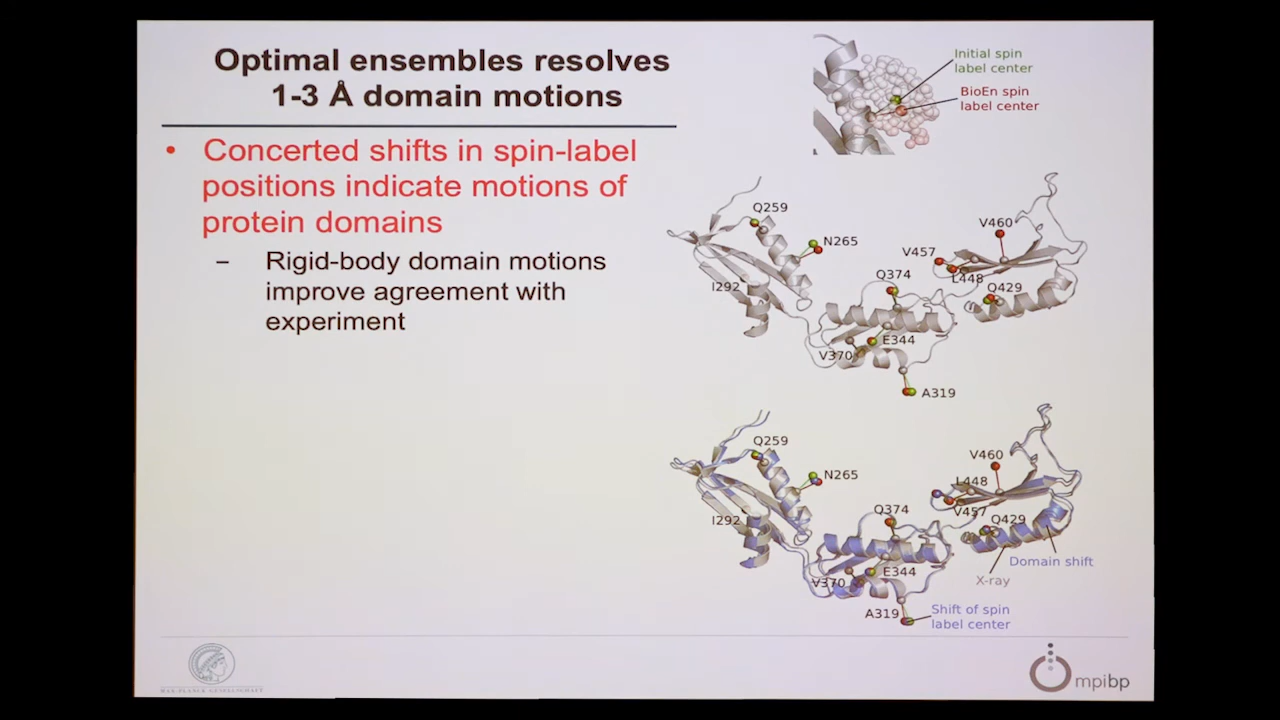 Optimal ensembles resolves
1-3 Å domain motions
• Concerted shifts in spin-label
positions indicate motions of
protein domains
– Rigid-body domain motions
improve agreement with
experiment
Initial spin
label center
BioEn spin
label center
Q259
N265
I292
Q374
V457
V460
L448
Q429
E344
V370
A319
Q259
N265
I292
Q374
V460
L448
V457
Q429
Domain shift
X-ray
E344
V370
A319
Shift of spin
label center
MAX-PLANCK-GESELLSCHAFT
mpibp